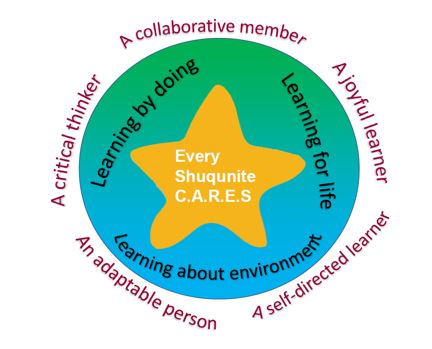 A collaborative member
A critical thinker
A joyful learner
Learning by doing
Learning for life
Every
Shuqunite
C.A.R.E.S
Learning about environment
An adaptable person
A self-directed learner